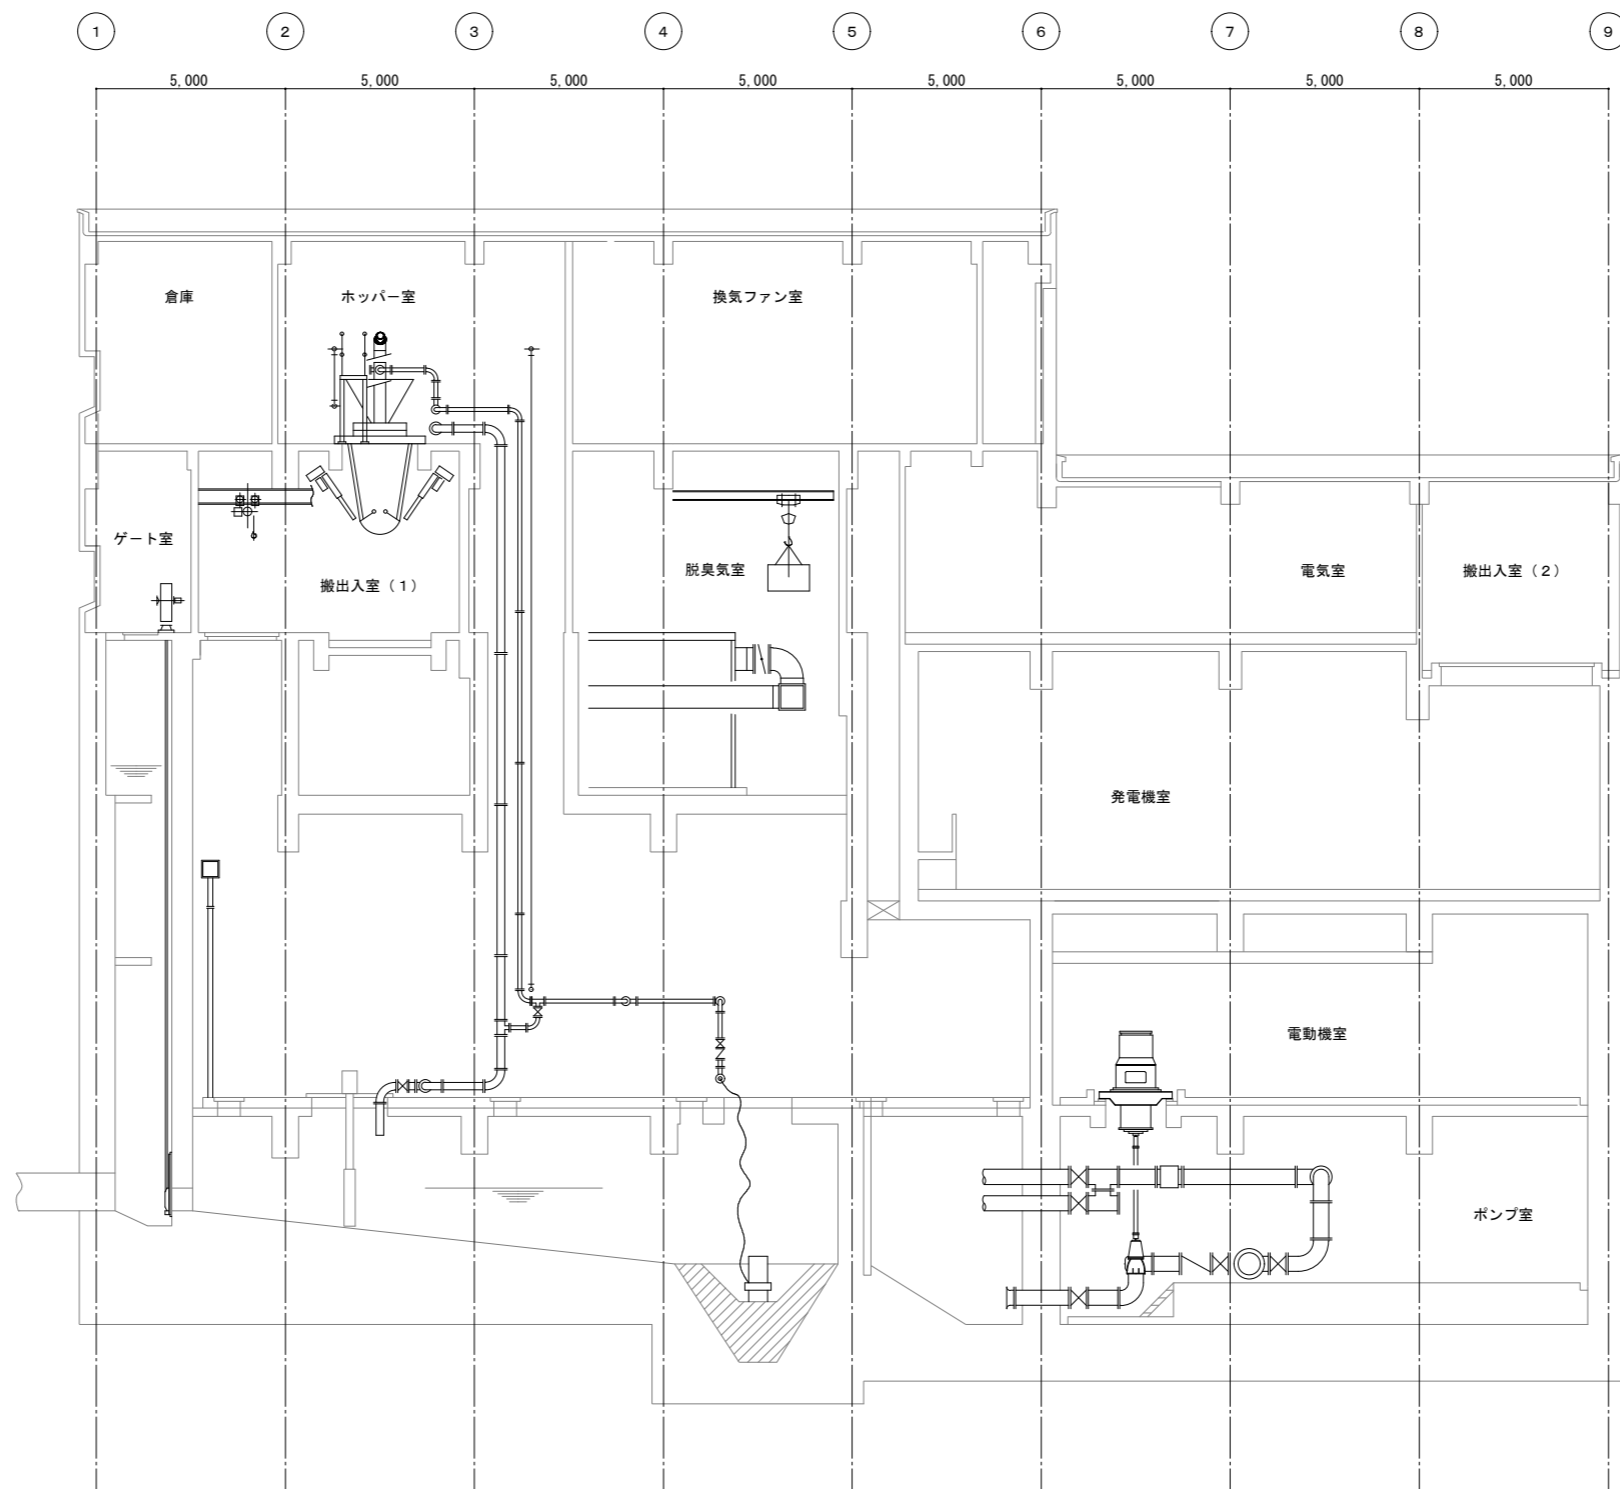 1 2 3 4 5 6 7 8 9
5,000 5,000 5,000 5,000 5,000 5,000 5,000 5,000
倉庫 ホッパー室 換気ファン室
ゲート室
搬出入室（１） 脱臭気室 電気室 搬出入室（２）
発電機室
電動機室
ポンプ室